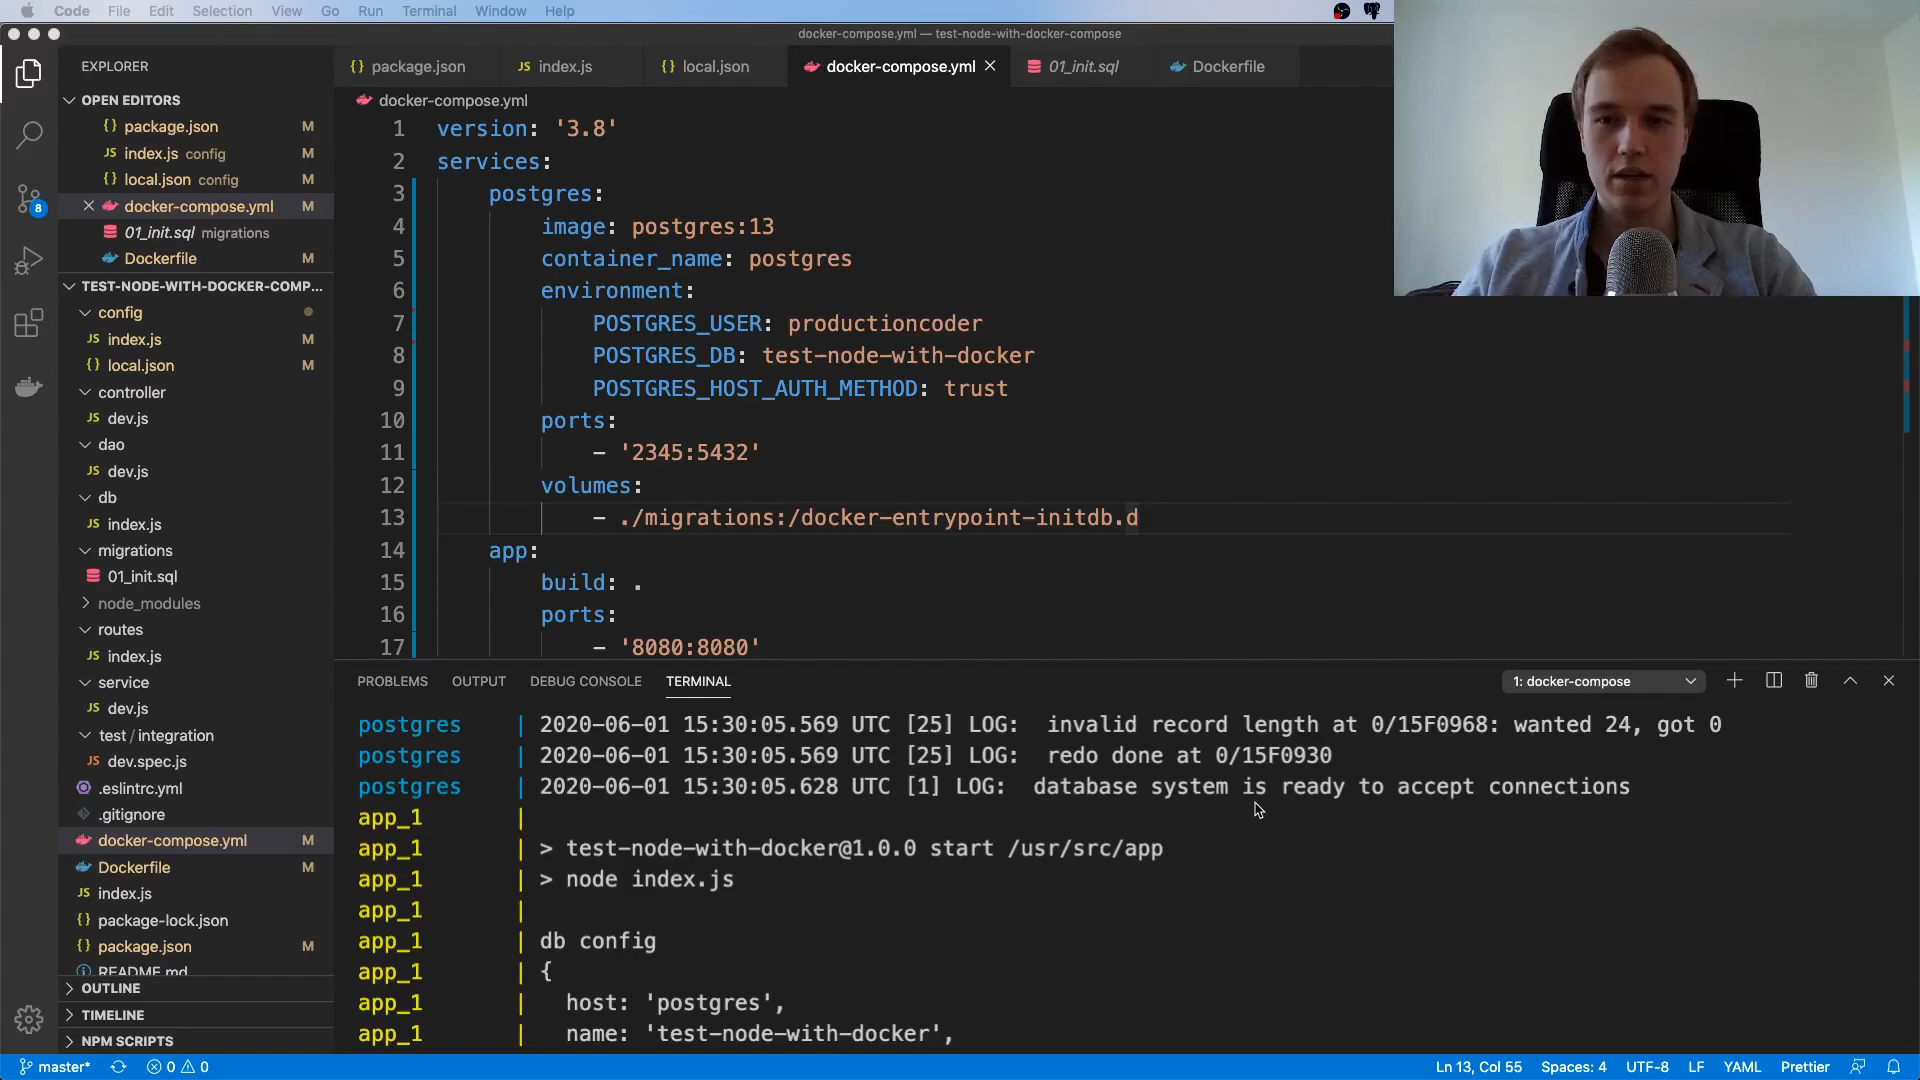 Code File Edit Selection View Go Run Terminal Window Help
docker-compose.yml — test-node-with-docker-compose
EXPLORER
OPEN EDITORS
{} package.json M
JS index.js config M
{} local.json config M
docker-compose.yml M
01_init.sql migrations
Dockerfile M
TEST-NODE-WITH-DOCKER-COMP...
config
JS index.js M
{} local.json M
controller
JS dev.js
dao
JS dev.js
db
JS index.js
migrations
01_init.sql
node_modules
routes
JS index.js
service
JS dev.js
test / integration
JS dev.spec.js
.eslintrc.yml
.gitignore
docker-compose.yml M
Dockerfile M
JS index.js
{} package-lock.json
{} package.json M
README.md
OUTLINE
TIMELINE
NPM SCRIPTS
8
{} package.json JS index.js {} local.json docker-compose.yml 01_init.sql Dockerfile
docker-compose.yml
1 version: '3.8'
2 services:
3 postgres:
4 image: postgres:13
5 container_name: postgres
6 environment:
7 POSTGRES_USER: productioncoder
8 POSTGRES_DB: test-node-with-docker
9 POSTGRES_HOST_AUTH_METHOD: trust
10 ports:
11 - '2345:5432'
12 volumes:
13 - ./migrations:/docker-entrypoint-initdb.d
14 app:
15 build: .
16 ports:
17 - '8080:8080'
PROBLEMS OUTPUT DEBUG CONSOLE TERMINAL 1: docker-compose
postgres | 2020-06-01 15:30:05.569 UTC [25] LOG: invalid record length at 0/15F0968: wanted 24, got 0
postgres | 2020-06-01 15:30:05.569 UTC [25] LOG: redo done at 0/15F0930
postgres | 2020-06-01 15:30:05.628 UTC [1] LOG: database system is ready to accept connections
app_1 |
app_1 | > test-node-with-docker@1.0.0 start /usr/src/app
app_1 | > node index.js
app_1 |
app_1 | db config
app_1 | {
app_1 | host: 'postgres',
app_1 | name: 'test-node-with-docker',
master* 0 0 Ln 13, Col 55 Spaces: 4 UTF-8 LF YAML Prettier